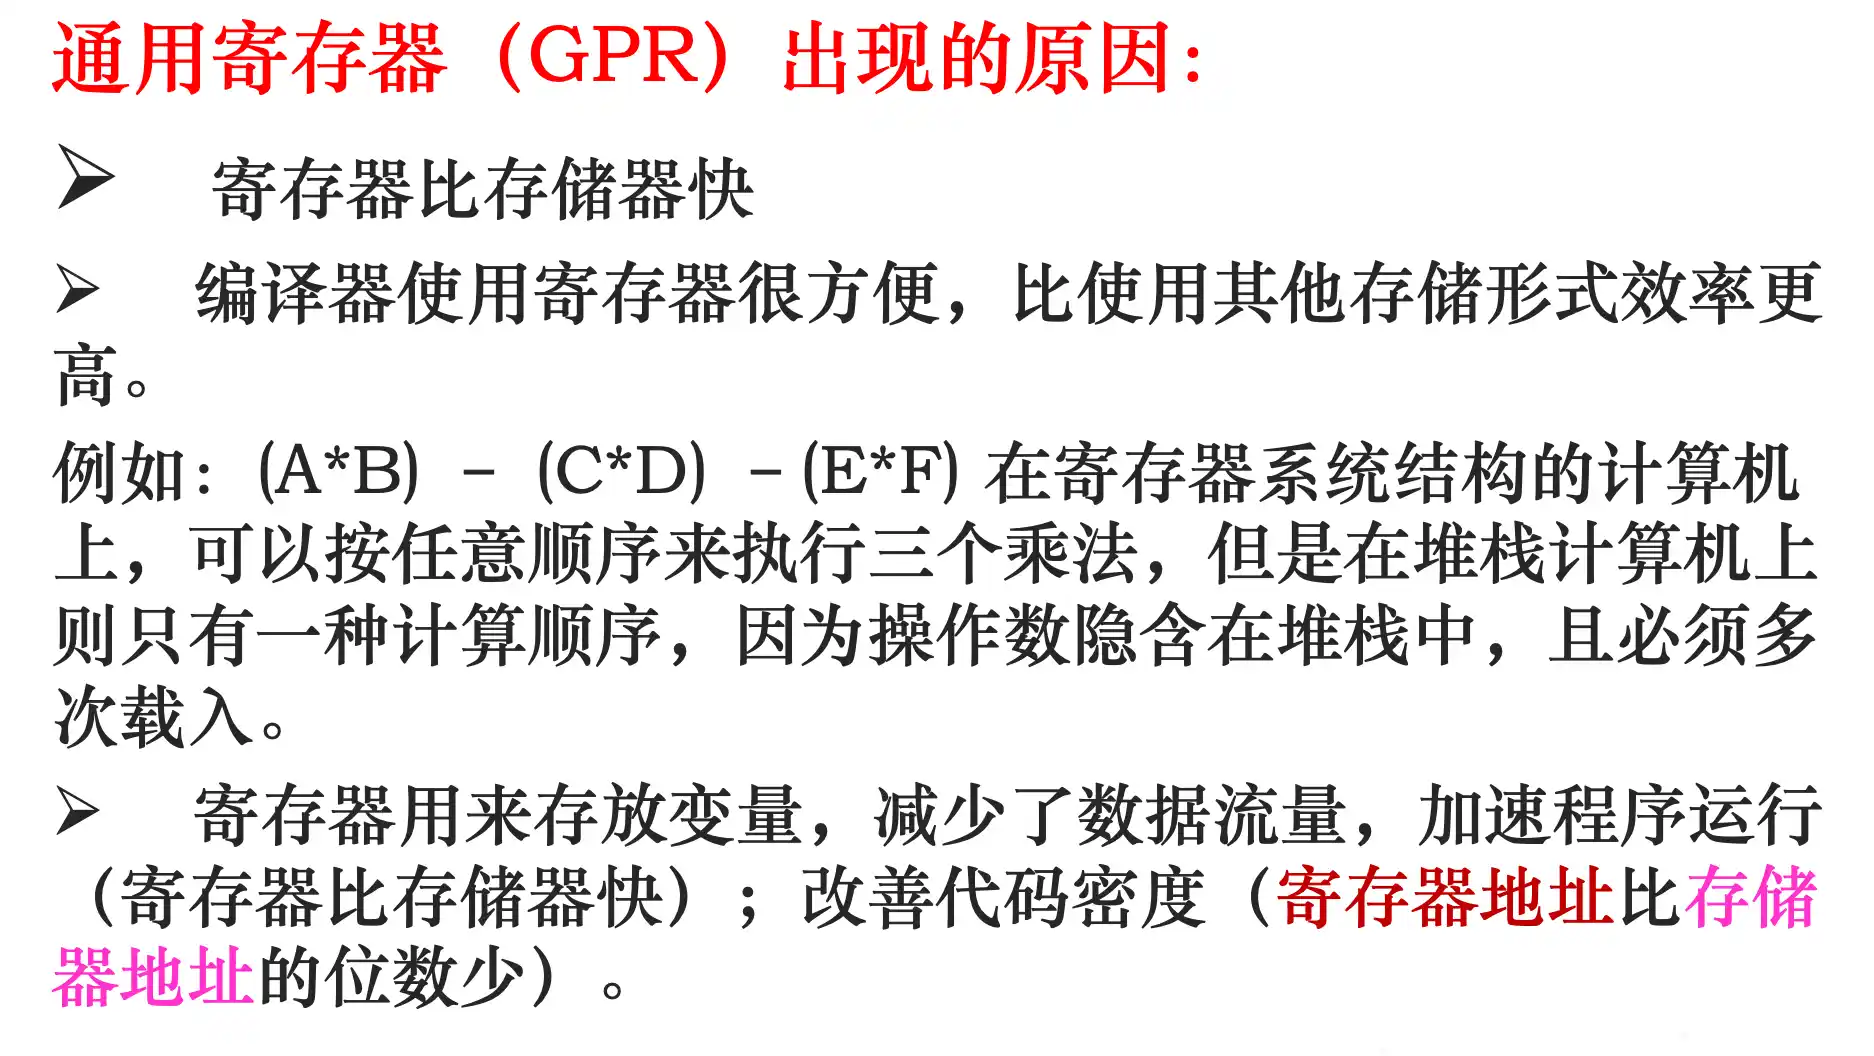 通用寄存器（GPR）出现的原因：
➢ 寄存器比存储器快
➢ 编译器使用寄存器很方便，比使用其他存储形式效率更
高。
例如：(A*B) － (C*D) －(E*F) 在寄存器系统结构的计算机
上，可以按任意顺序来执行三个乘法，但是在堆栈计算机上
则只有一种计算顺序，因为操作数隐含在堆栈中，且必须多
次载入。
➢ 寄存器用来存放变量，减少了数据流量，加速程序运行
（寄存器比存储器快）；改善代码密度（寄存器地址比存储
器地址的位数少）。